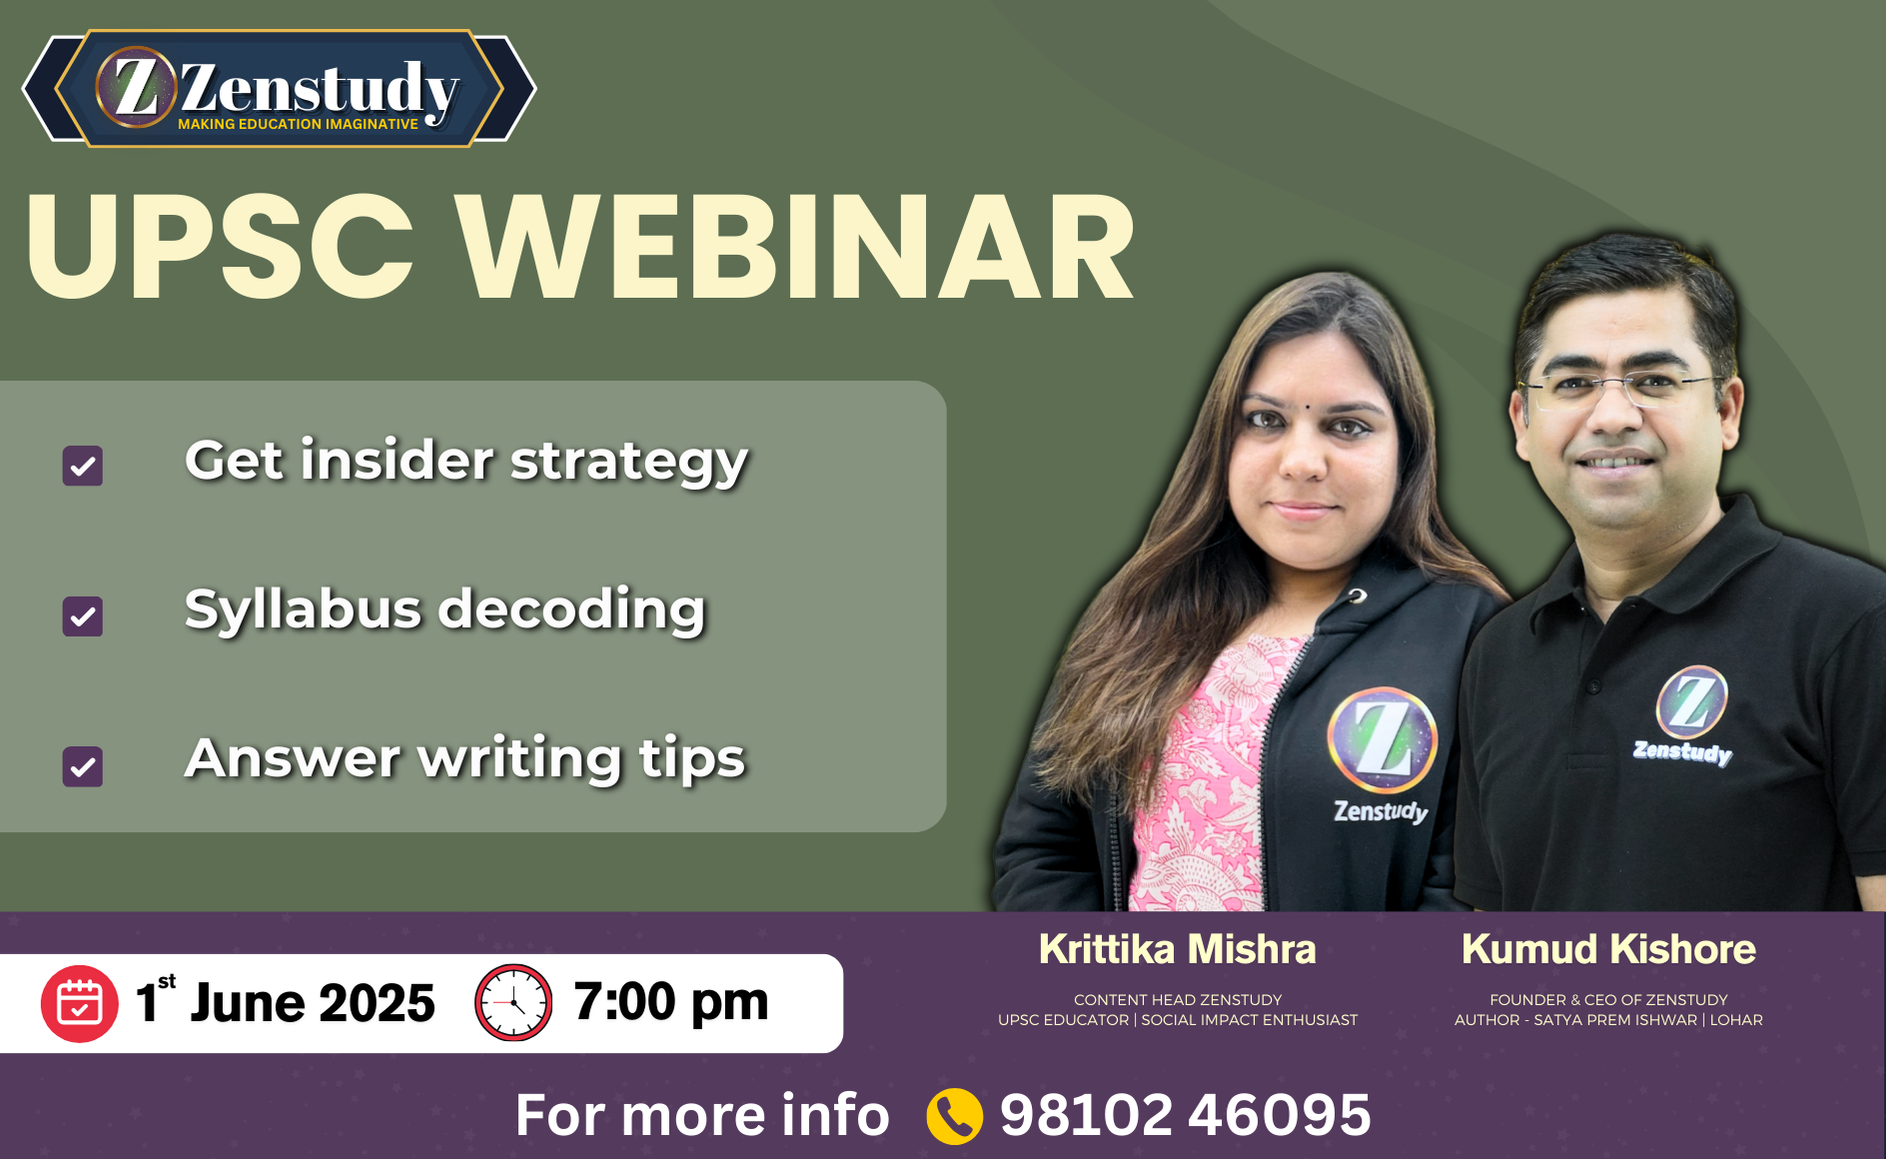 Z Zenstudy
MAKING EDUCATION IMAGINATIVE
UPSC WEBINAR
Get insider strategy
Syllabus decoding
Answer writing tips
Z
Zenstudy
Z
Zenstudy
1st June 2025 7:00 pm
Krittika Mishra
CONTENT HEAD ZENSTUDY
UPSC EDUCATOR | SOCIAL IMPACT ENTHUSIAST
Kumud Kishore
FOUNDER & CEO OF ZENSTUDY
AUTHOR - SATYA PREM ISHWAR | LOHAR
For more info 98102 46095